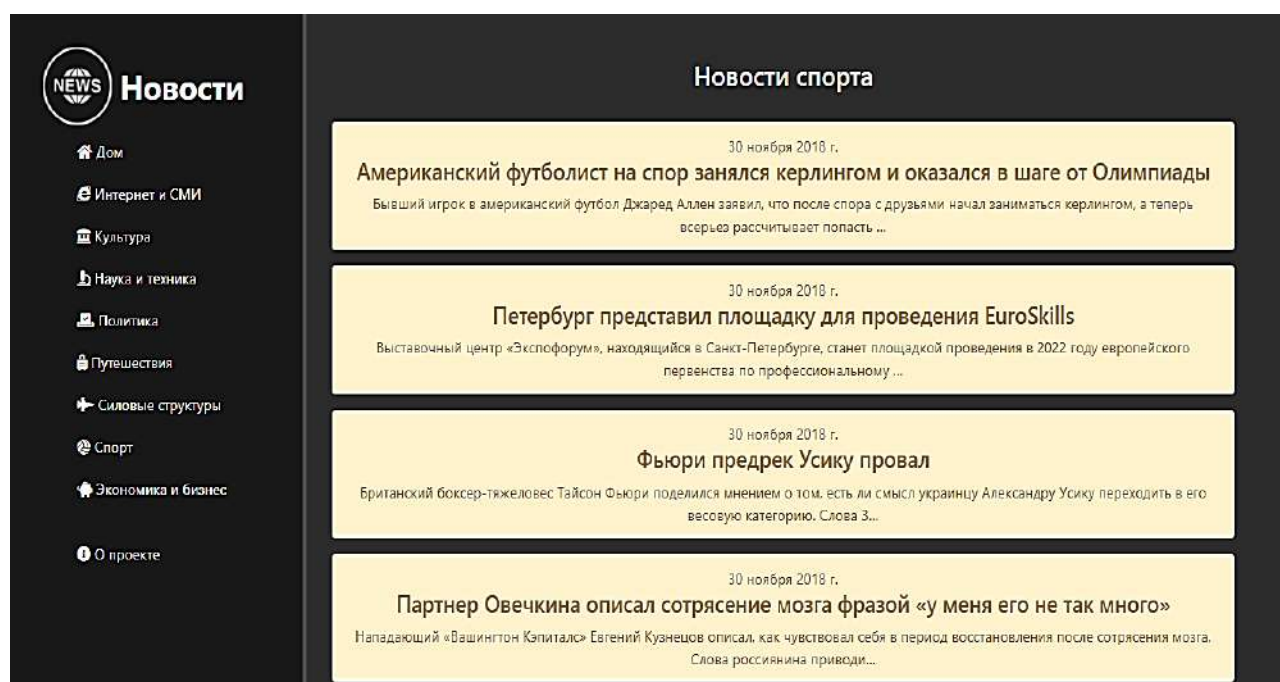 NEWS
Новости
Дом
Интернет и СМИ
Культура
Наука и техника
Политика
Путешествия
Силовые структуры
Спорт
Экономика и бизнес
О проекте
Новости спорта
30 ноября 2018 г.
Американский футболист на спор занялся керлингом и оказался в шаге от Олимпиады
Бывший игрок в американский футбол Джаред Аллен заявил, что после спора с друзьями начал заниматься керлингом, а теперь
всерьез рассчитывает попасть ...
30 ноября 2018 г.
Петербург представил площадку для проведения EuroSkills
Выставочный центр «Экспофорум», находящийся в Санкт-Петербурге, станет площадкой проведения в 2022 году европейского
первенства по профессиональному ...
30 ноября 2018 г.
Фьюри предрек Усику провал
Британский боксер-тяжеловес Тайсон Фьюри поделился мнением о том, есть ли смысл украинцу Александру Усику переходить в его
весовую категорию. Слова 3...
30 ноября 2018 г.
Партнер Овечкина описал сотрясение мозга фразой «у меня его не так много»
Нападающий «Вашингтон Кэпиталс» Евгений Кузнецов описал, как чувствовал себя в период восстановления после сотрясения мозга.
Слова россиянина приводи...